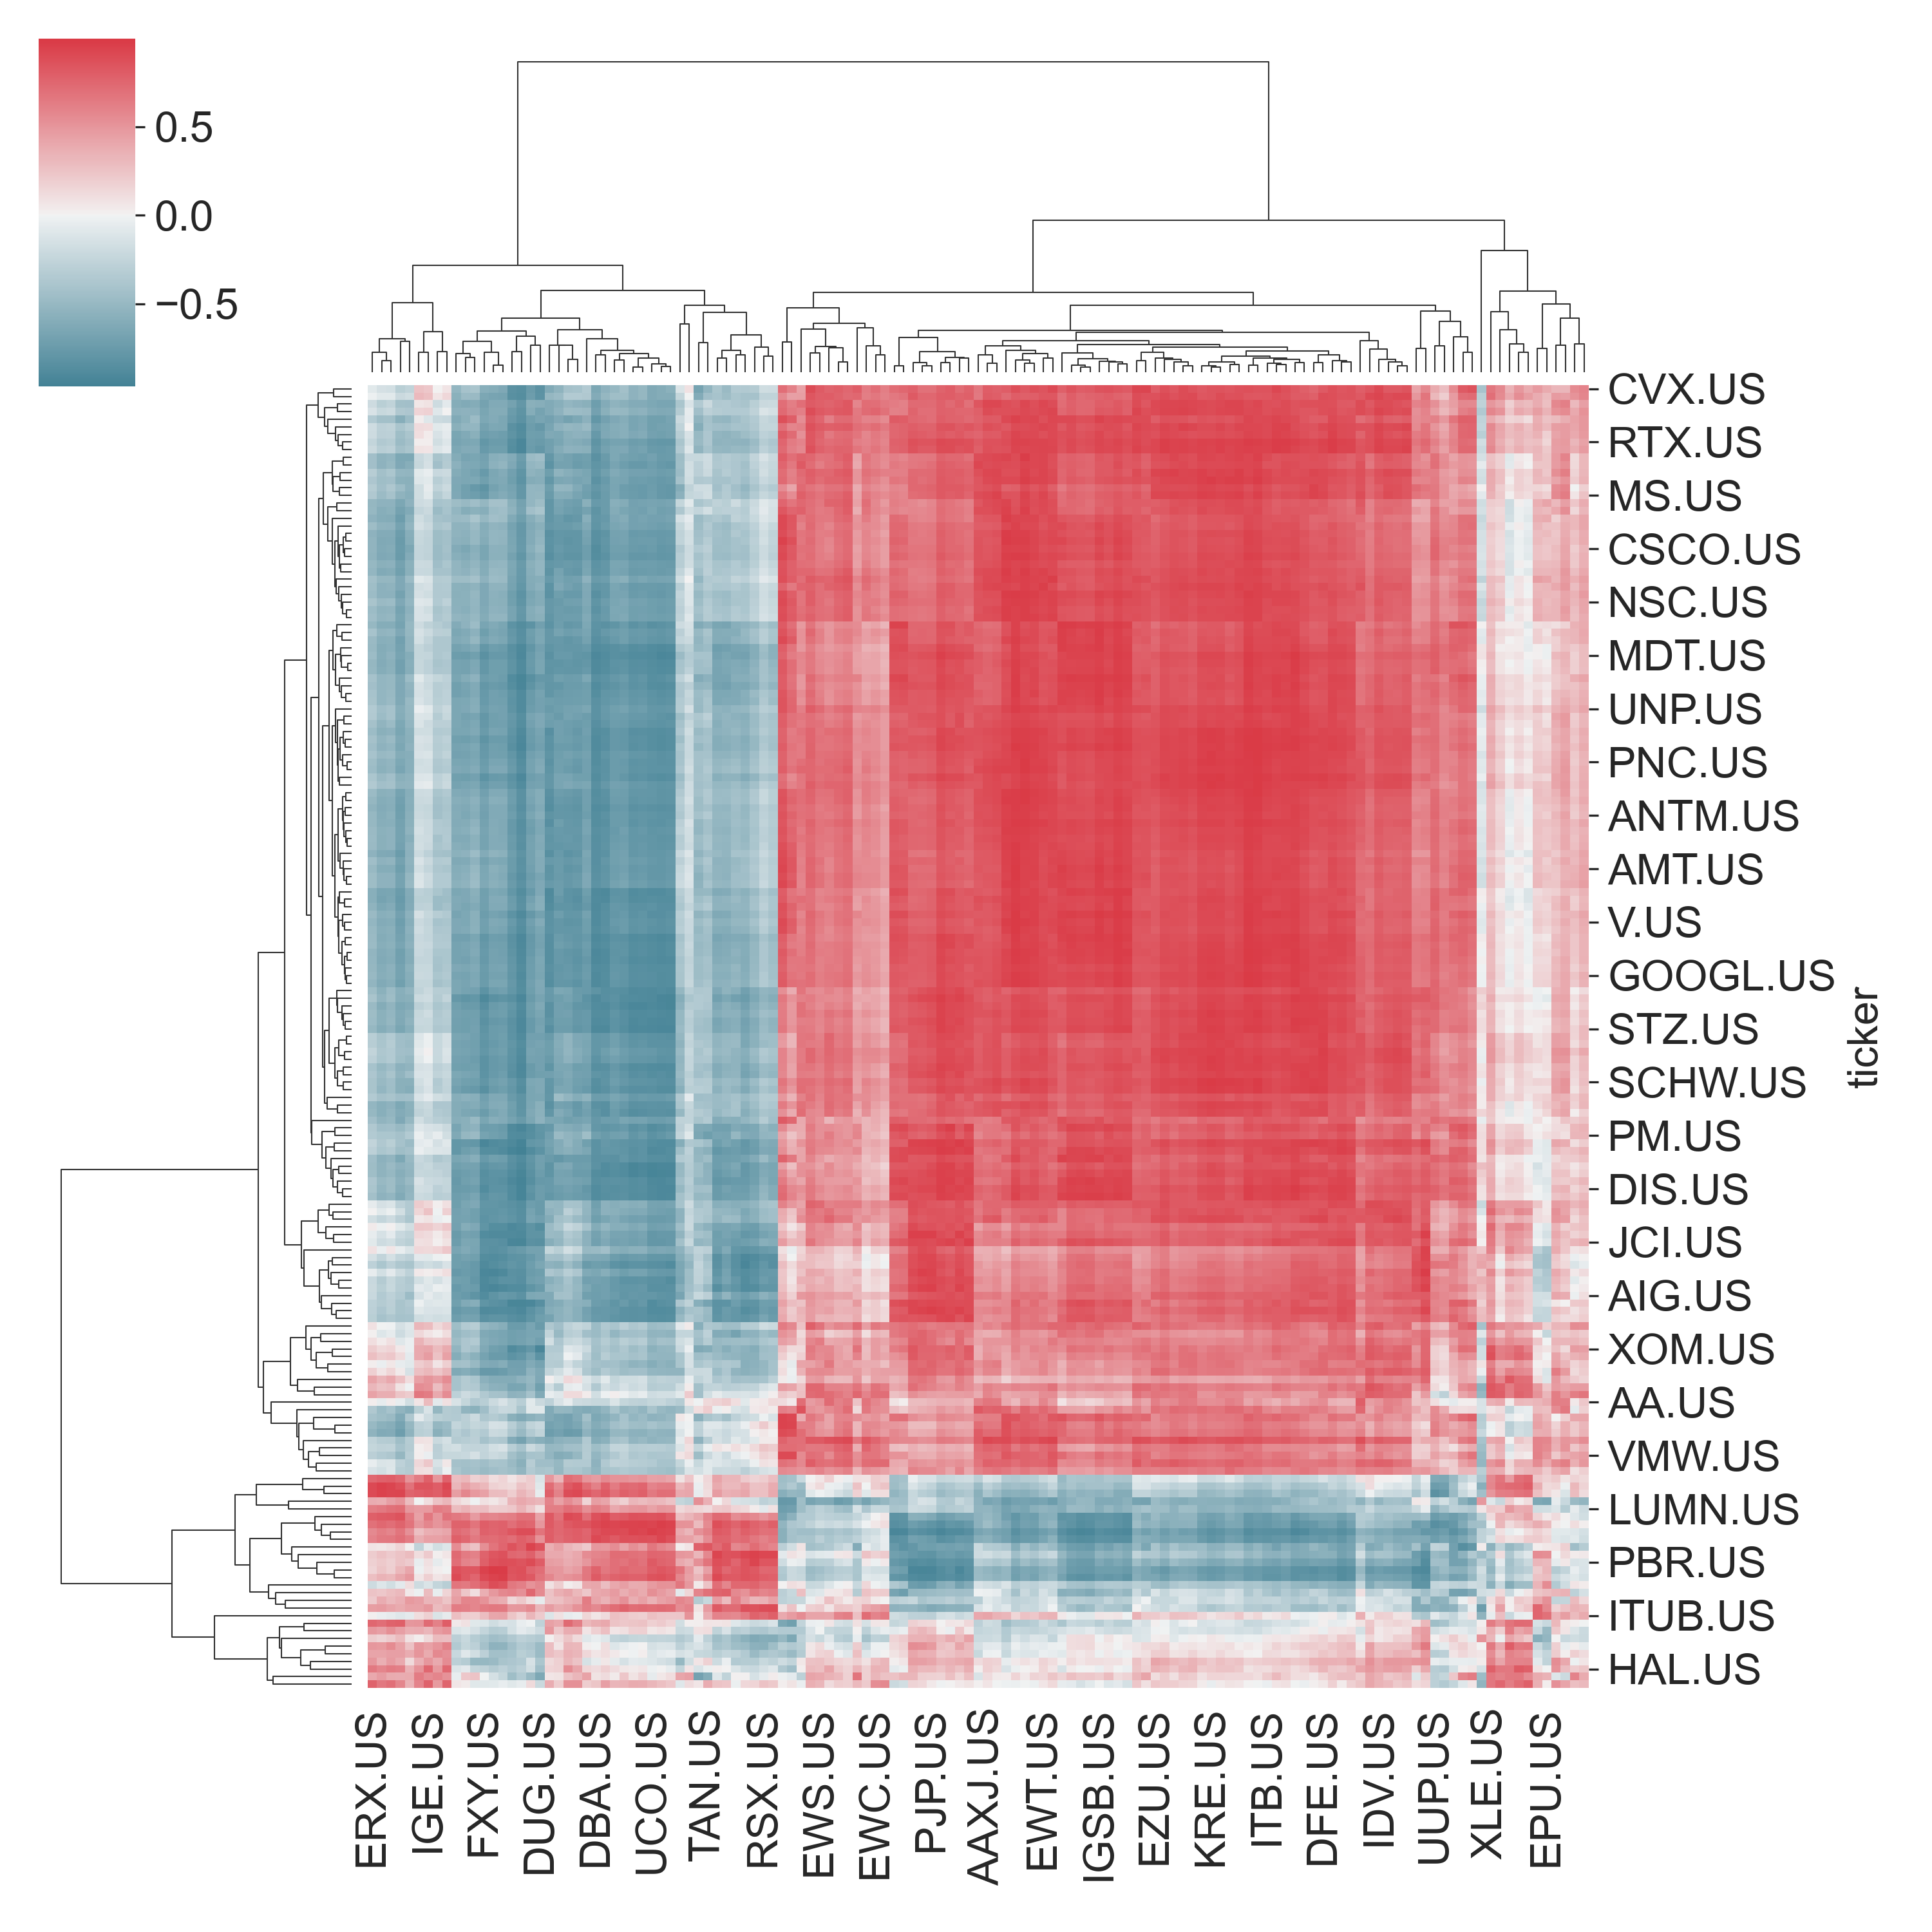 0.5
0.0
−0.5
CVX.US
RTX.US
MS.US
CSCO.US
NSC.US
MDT.US
UNP.US
PNC.US
ANTM.US
AMT.US
V.US
GOOGL.US
STZ.US
SCHW.US
PM.US
DIS.US
JCI.US
AIG.US
XOM.US
AA.US
VMW.US
LUMN.US
PBR.US
ITUB.US
HAL.US
ticker
ERX.US
IGE.US
FXY.US
DUG.US
DBA.US
UCO.US
TAN.US
RSX.US
EWS.US
EWC.US
PJP.US
AAXJ.US
EWT.US
IGSB.US
EZU.US
KRE.US
ITB.US
DFE.US
IDV.US
UUP.US
XLE.US
EPU.US